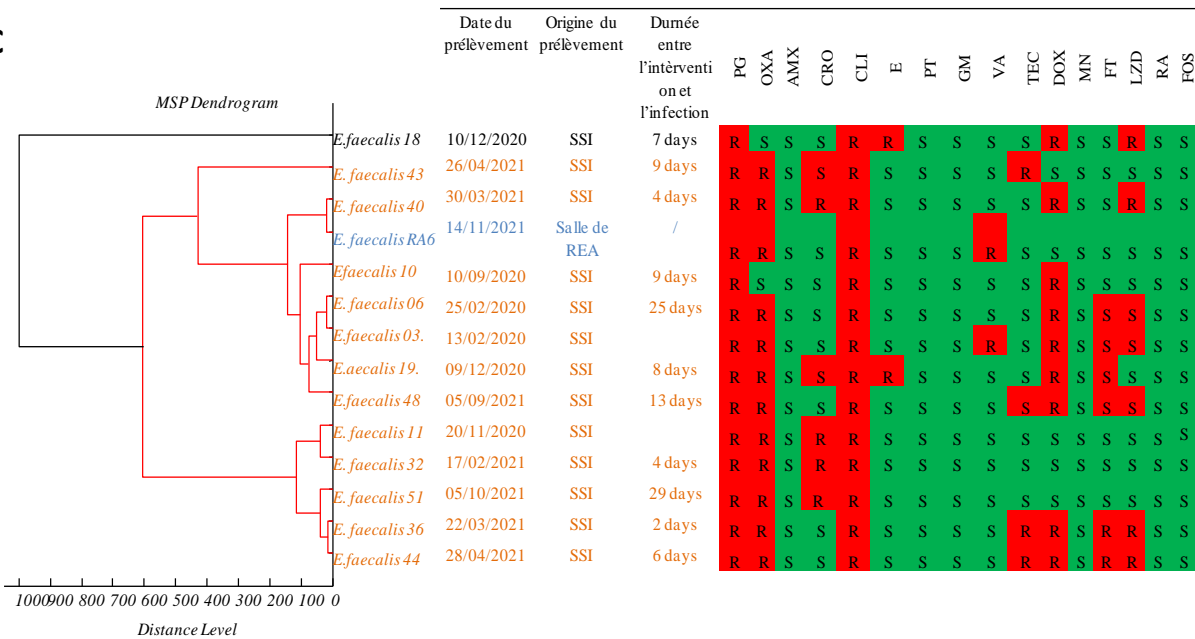 Date du Origine du Durnée
prélèvement prélèvement entre
l'intèrventi
on et
l'infection
PG OXA AMX CRO CLI E PT GM VA TEC DOX MN FT LZD RA FOS
MSP Dendrogram
E.faecalis 18 10/12/2020 SSI 7 days R S S S R R S S S S R S S R S S
E. faecalis 43 26/04/2021 SSI 9 days R R S S R S S S S R S S S S S S
E. faecalis 40 30/03/2021 SSI 4 days R R S R R S S S S S R S S R S S
E. faecalis RA6 14/11/2021 Salle de / R R S S R S S S R S S S S S S S
REA
Efaecalis 10 10/09/2020 SSI 9 days R S S S R S S S S S R S S S S S
E. faecalis 06 25/02/2020 SSI 25 days R R S S R S S S S S R S S S S S
E.faecalis 03. 13/02/2020 SSI R R S S R S S S R S R S S S S S
E.aecalis 19. 09/12/2020 SSI 8 days R R S S R R S S S S R S S S S S
E.faecalis 48 05/09/2021 SSI 13 days R R S S R S S S S S R S S S S S
E. faecalis 11 20/11/2020 SSI R R S R R S S S S S S S S S S S
E. faecalis 32 17/02/2021 SSI 4 days R R S R R S S S S S S S S S S S
E. faecalis 51 05/10/2021 SSI 29 days R R S R R S S S S S S S S S S S
E. faecalis 36 22/03/2021 SSI 2 days R R S S R S S S S R R S R R S S
E.faecalis 44 28/04/2021 SSI 6 days R R S S R S S S S R R S R R S S
1000 900 800 700 600 500 400 300 200 100 0
Distance Level